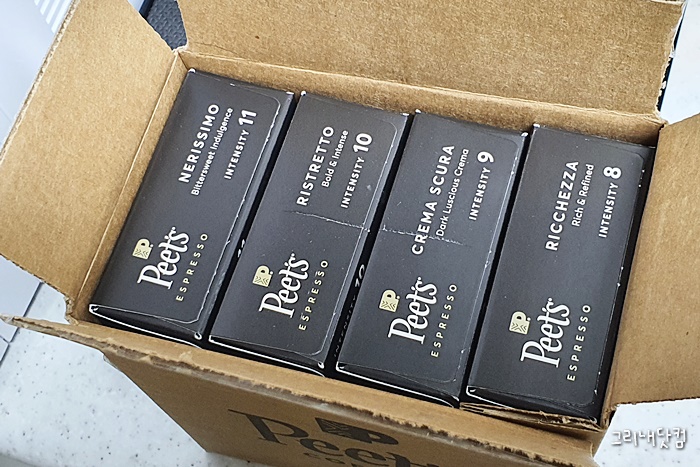 NERISSIMO
Bittersweet Indulgence
INTENSITY 11
Peet's
ESPRESSO
RISTRETTO
Bold & Intense
INTENSITY 10
Peet's
ESPRESSO
CREMA SCURA
Dark Luscious Crema
INTENSITY 9
Peet's
ESPRESSO
RICCHEZZA
Rich & Refined
INTENSITY 8
Peet's
ESPRESSO
Peet's
그리내닷컴